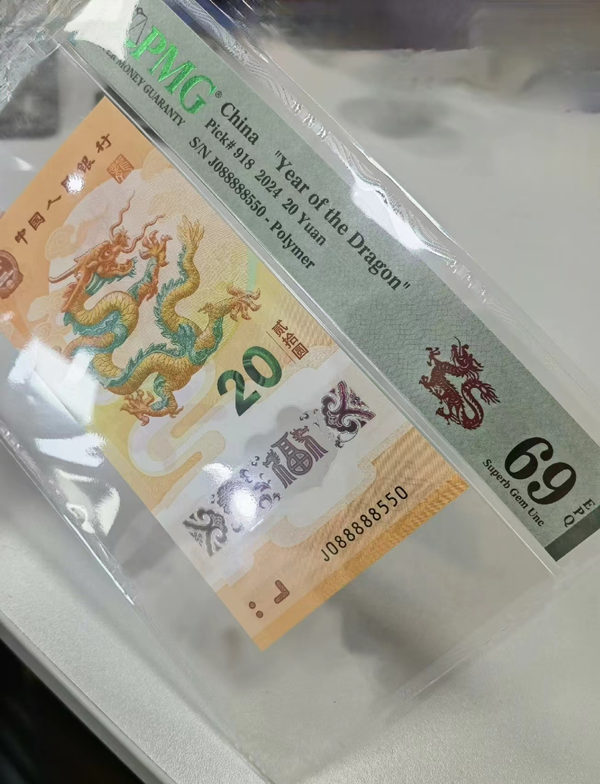 PMG®
MONEY GUARANTY
China "Year of the Dragon"
Pick# 918 2024 20 Yuan
S/N J088888550 - Polymer
69 EPQ
Superb Gem Unc
中国人民银行
20 贰拾圆
福
J088888550